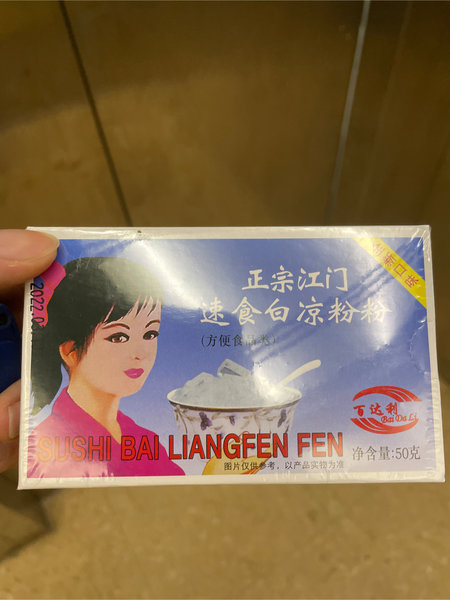 2022.0
口味
正宗江门
速食白凉粉粉
(方便食品类)
百达利
Bai Da Li
SUSHI BAI LIANGFEN FEN
图片仅供参考，以产品实物为准
净含量:50克